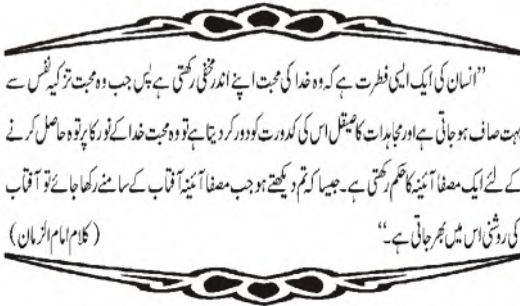 ”انسان کی ایک ایسی فطرت ہے کہ وہ خدا کی محبت اپنے اندر مخفی رکھتی ہے پس جب وہ محبت تزکیہ نفس سے
بہت صاف ہو جاتی ہے اور مجاہدات کا صیقل اس کی کدورت کو دور کر دیتا ہے تو وہ محبت خدا کے نور کا پرتوہ حاصل کرنے
کے لئے ایک مصفا آئینہ کا حکم رکھتی ہے۔ جیسا کہ تم دیکھتے ہو جب مصفا آئینہ آفتاب کے سامنے رکھا جائے تو آفتاب
کی روشنی اس میں بھر جاتی ہے۔“ (کلام امام الزمان)